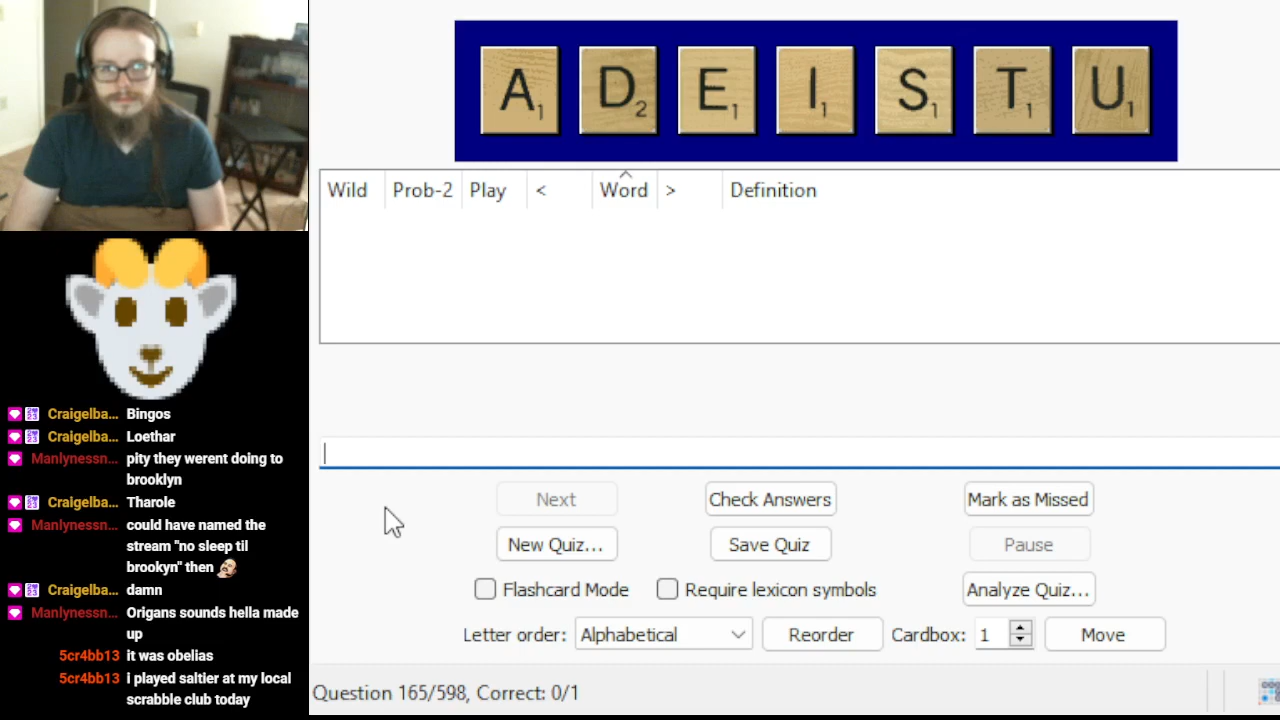 A1 D2 E1 I1 S1 T1 U1
Wild Prob-2 Play < Word > Definition
Craigelba... Bingos
Craigelba... Loethar
Manlynessn... pity they werent doing to
brooklyn
Craigelba... Tharole
Manlynessn... could have named the
stream "no sleep til
brookyn" then
Craigelba... damn
Manlynessn... Origans sounds hella made
up
5cr4bb13 it was obelias
5cr4bb13 i played saltier at my local
scrabble club today
Next Check Answers Mark as Missed
New Quiz... Save Quiz Pause
Flashcard Mode Require lexicon symbols Analyze Quiz...
Letter order: Alphabetical Reorder Cardbox: 1 Move
Question 165/598, Correct: 0/1